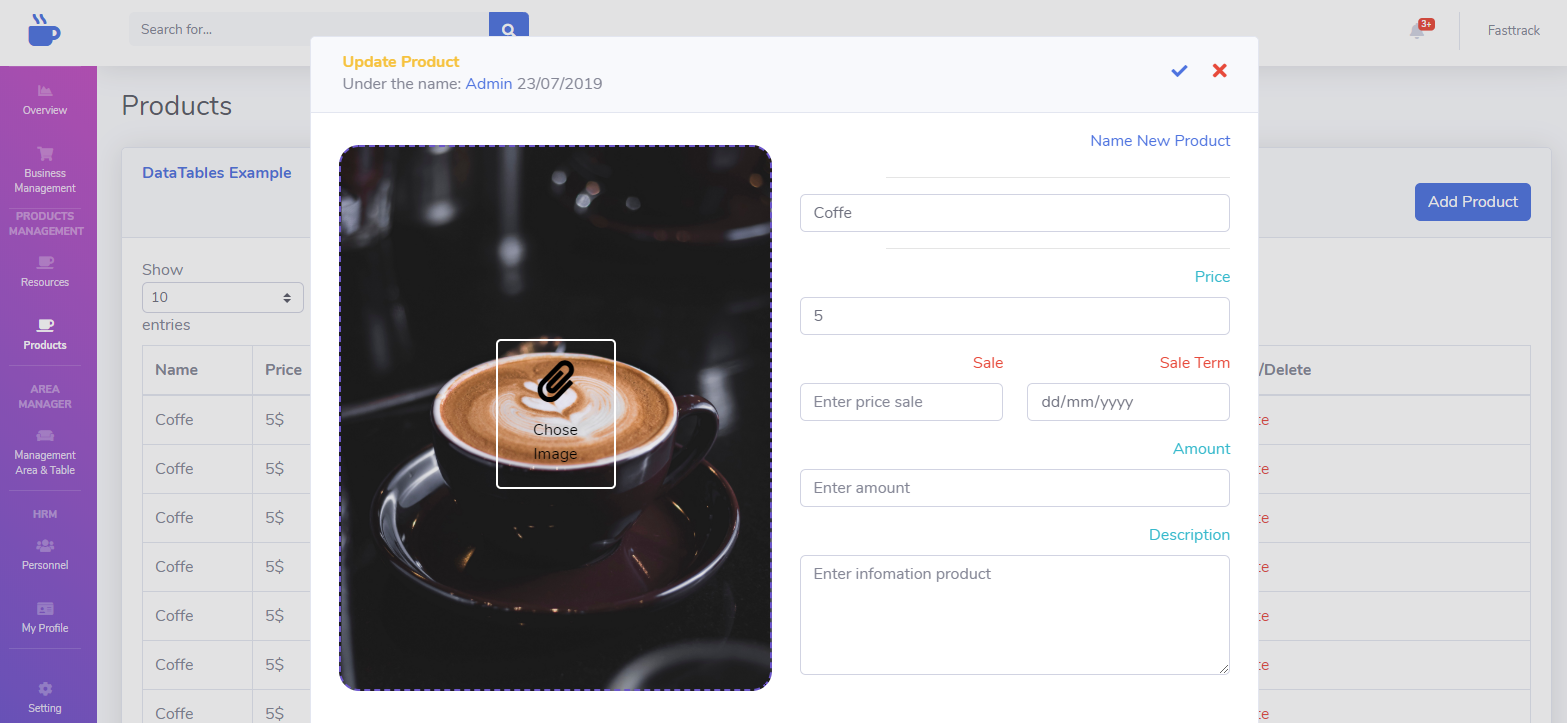 Search for...
3+
Fasttrack
Overview
Business
Management
PRODUCTS
MANAGEMENT
Resources
Products
AREA
MANAGER
Management
Area & Table
HRM
Personnel
My Profile
Setting
Products
DataTables Example
Add Product
Show
10
entries
Name Price /Delete
Coffe 5$ te
Coffe 5$ te
Coffe 5$ te
Coffe 5$ te
Coffe 5$ te
Coffe 5$ te
Coffe 5$ te
Update Product
Under the name: Admin 23/07/2019
Chose
Image
Name New Product
Coffe
Price
5
Sale Sale Term
Enter price sale dd/mm/yyyy
Amount
Enter amount
Description
Enter infomation product